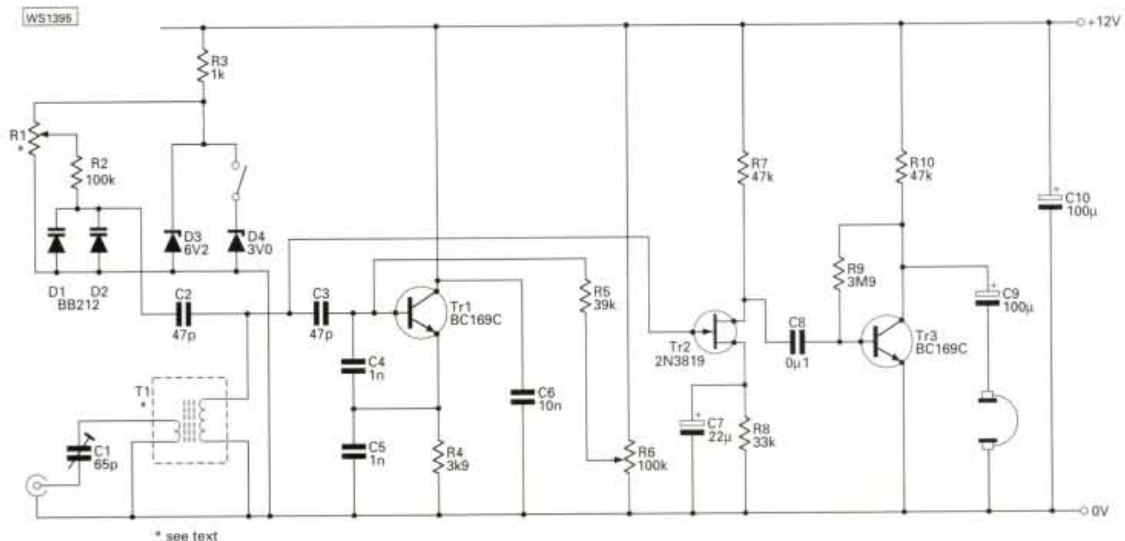 WS1395
+12V
R3
1k
R1
*
R2
100k
R7
47k
R10
47k
C10
+
100µ
D3
6V2
D4
3V0
D1
D2
BB212
R9
3M9
R5
39k
C2
47p
C3
47p
Tr1
BC169C
C9
+
100µ
C8
0µ1
Tr2
2N3819
Tr3
BC169C
C4
1n
T1
*
C6
10n
C7
+
22µ
R8
33k
C1
65p
C5
1n
R4
3k9
R6
100k
0V
* see text